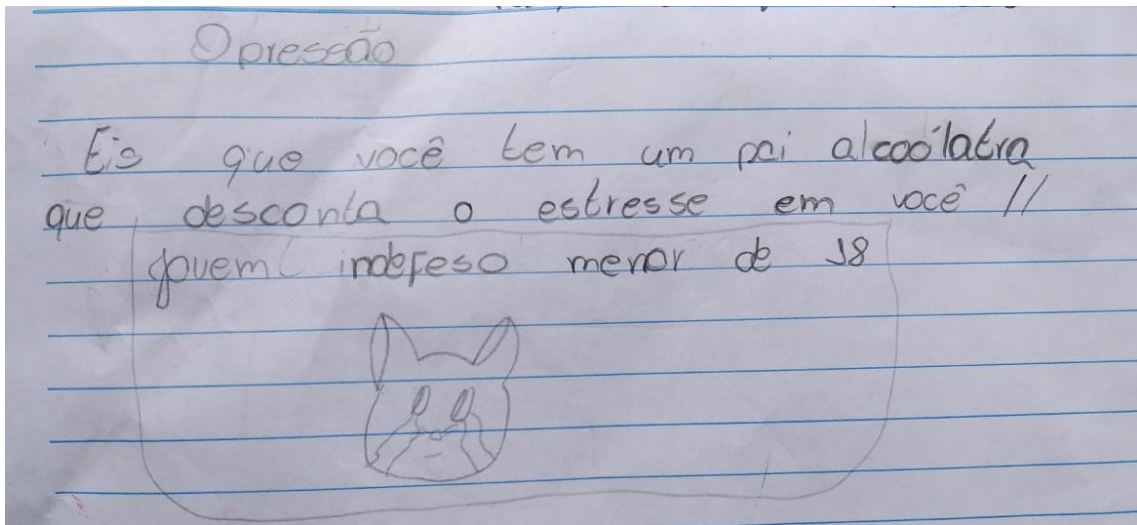 Opressão
Eis que você tem um pai alcoólatra
que desconta o estresse em você //
jovem indefeso menor de 18